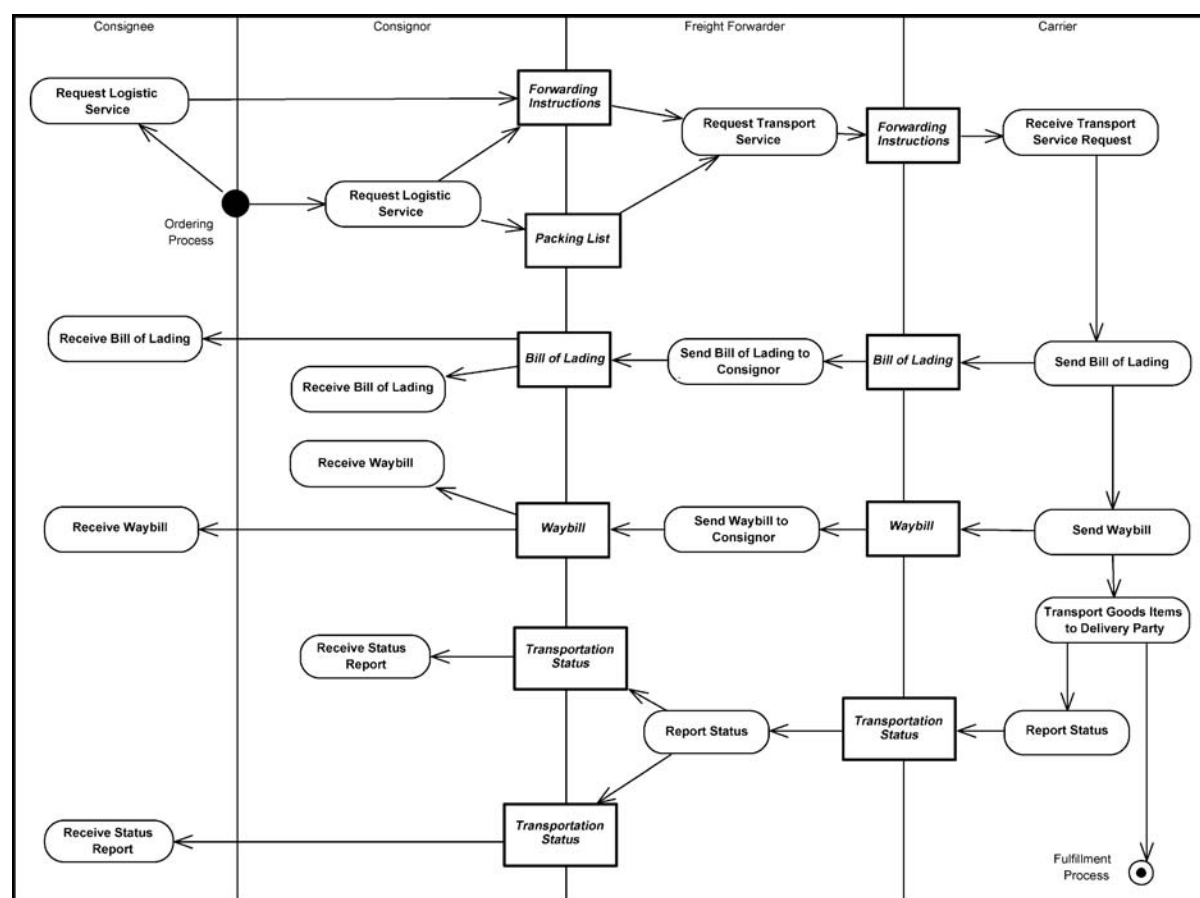 Consignee
Consignor
Freight Forwarder
Carrier
Request Logistic
Service
Forwarding
Instructions
Request Transport
Service
Forwarding
Instructions
Receive Transport
Service Request
Ordering
Process
Request Logistic
Service
Packing List
Receive Bill of Lading
Receive Bill of Lading
Bill of Lading
Send Bill of Lading to
Consignor
Bill of Lading
Send Bill of Lading
Receive Waybill
Receive Waybill
Waybill
Send Waybill to
Consignor
Waybill
Send Waybill
Transport Goods Items
to Delivery Party
Receive Status
Report
Transportation
Status
Report Status
Transportation
Status
Report Status
Receive Status
Report
Transportation
Status
Fulfillment
Process